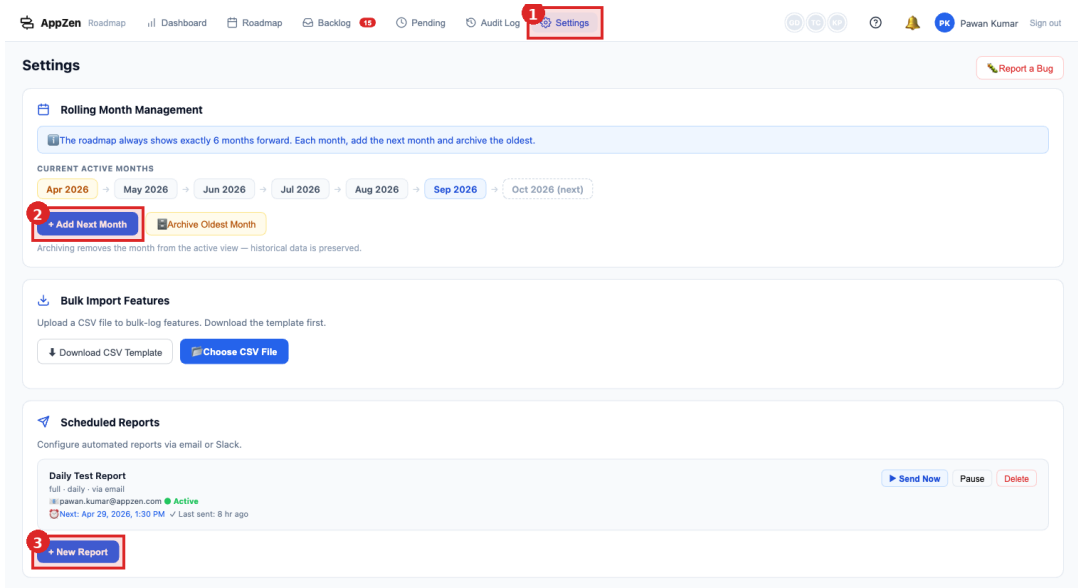 AppZen Roadmap Dashboard Roadmap Backlog 15 Pending Audit Log 1 Settings GD TC KP ? PK Pawan Kumar Sign out
Settings
Report a Bug
Rolling Month Management
The roadmap always shows exactly 6 months forward. Each month, add the next month and archive the oldest.
CURRENT ACTIVE MONTHS
Apr 2026 → May 2026 → Jun 2026 → Jul 2026 → Aug 2026 → Sep 2026 → Oct 2026 (next)
2
+ Add Next Month Archive Oldest Month
Archiving removes the month from the active view — historical data is preserved.
Bulk Import Features
Upload a CSV file to bulk-log features. Download the template first.
⬇ Download CSV Template Choose CSV File
Scheduled Reports
Configure automated reports via email or Slack.
Daily Test Report
▶ Send Now Pause Delete
full · daily · via email
pawan.kumar@appzen.com ● Active
Next: Apr 29, 2026, 1:30 PM ✓ Last sent: 8 hr ago
3
+ New Report